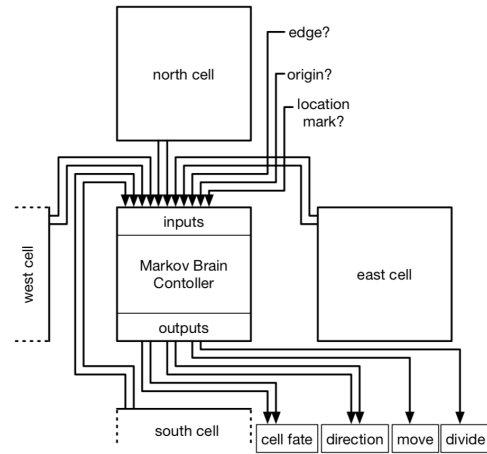 edge?
north cell
origin?
location
mark?
inputs
west cell
Markov Brain
Contoller
east cell
outputs
south cell
cell fate
direction
move
divide